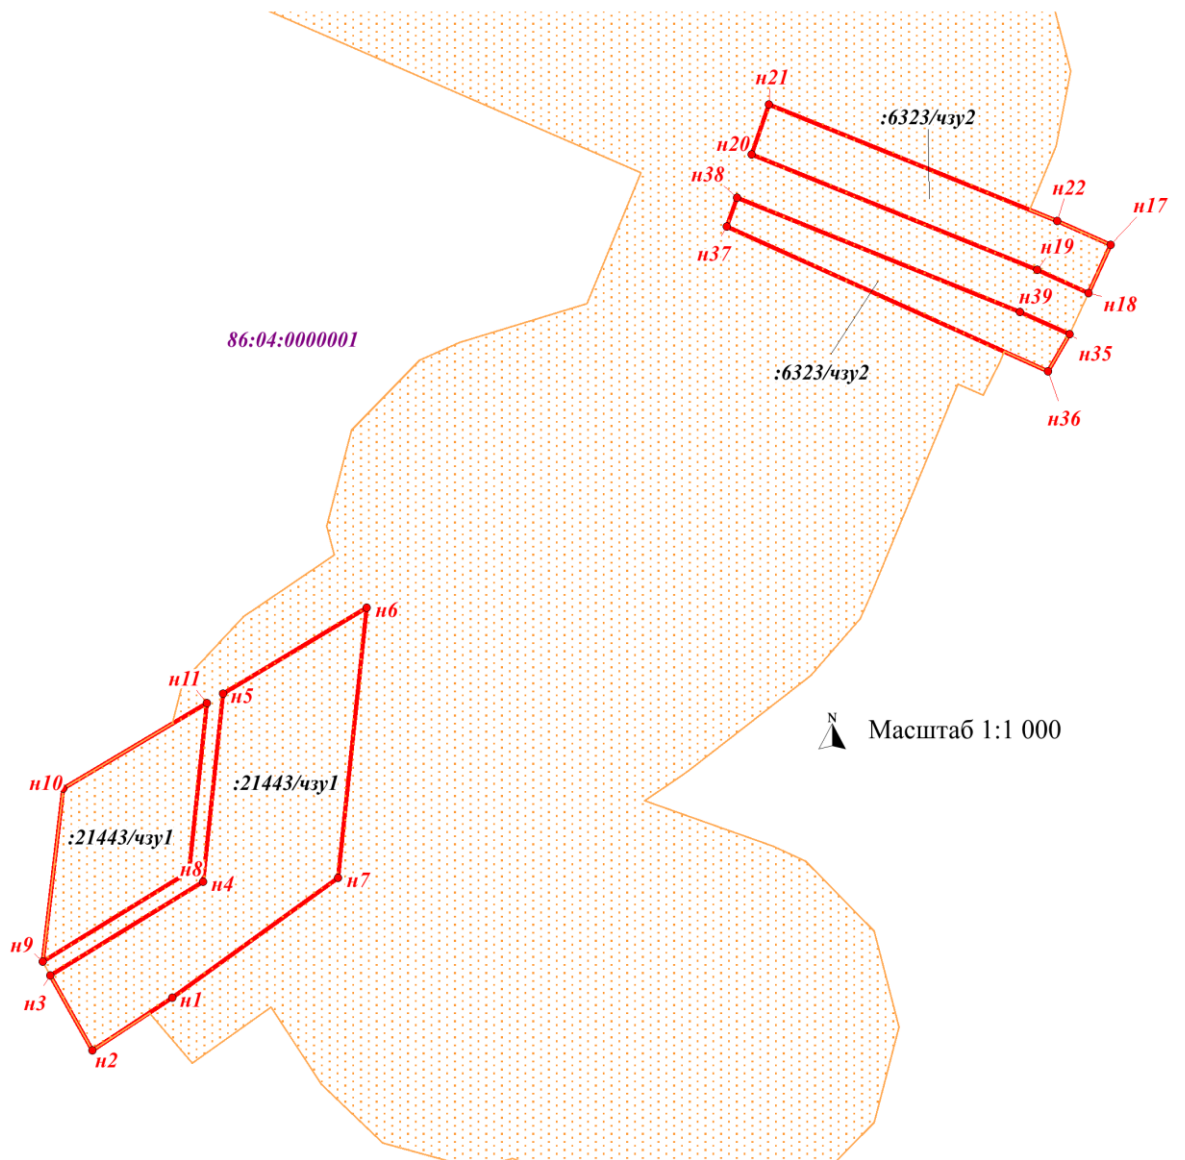 н21
:6323/чзу2
н20
н38
н22
н17
н37
н19
н39
н18
н35
86:04:0000001
:6323/чзу2
н36
н6
н11
н5
N
Масштаб 1:1 000
н10
:21443/чзу1
:21443/чзу1
н8
н4
н7
н9
н3
н1
н2